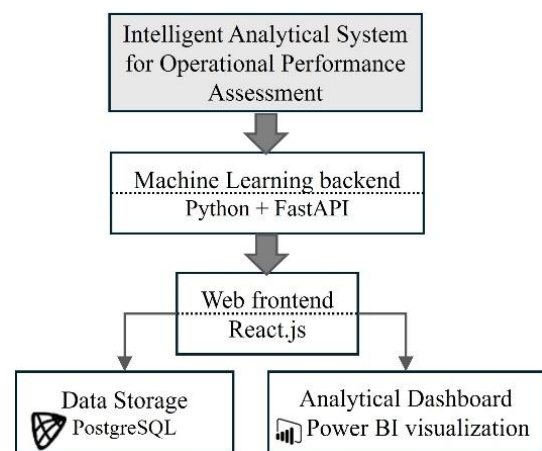 Intelligent Analytical System
for Operational Performance
Assessment
Machine Learning backend
Python + FastAPI
Web frontend
React.js
Data Storage
PostgreSQL
Analytical Dashboard
Power BI visualization